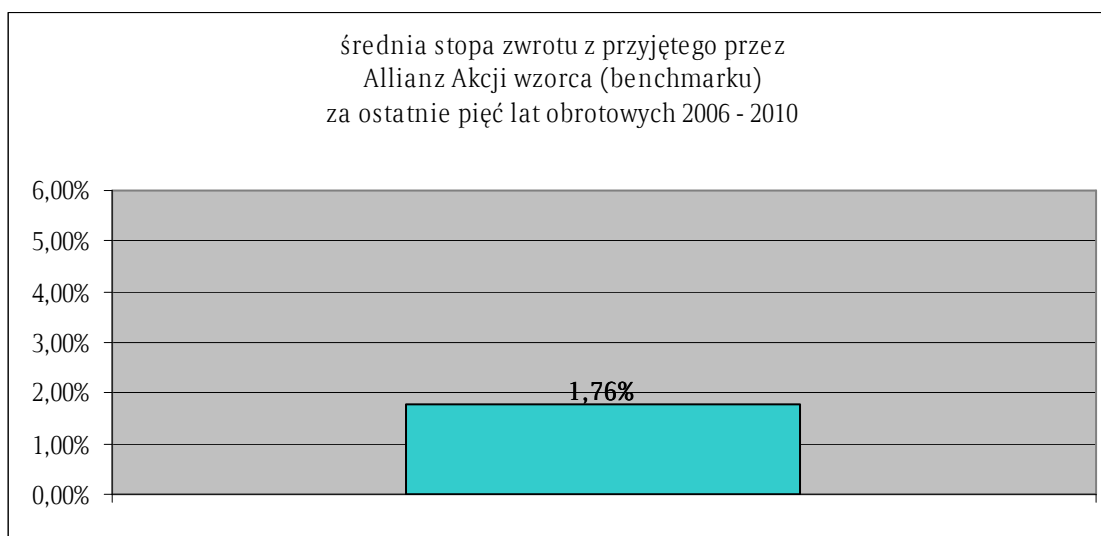 średnia stopa zwrotu z przyjętego przez
Allianz Akcji wzorca (benchmarku)
za ostatnie pięć lat obrotowych 2006 - 2010
6,00%
5,00%
4,00%
3,00%
2,00%
1,00%
0,00%
1,76%